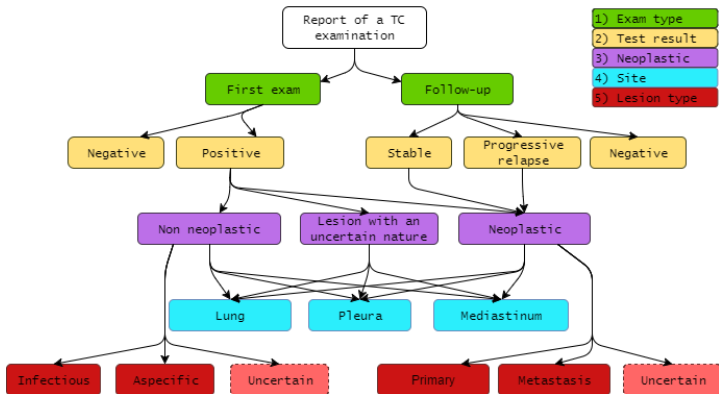 Report of a TC
examination
1) Exam type
2) Test result
3) Neoplastic
4) Site
5) Lesion type
First exam
Follow-up
Negative
Positive
Stable
Progressive
relapse
Negative
Non neoplastic
Lesion with an
uncertain nature
Neoplastic
Lung
Pleura
Mediastinum
Infectious
Aspecific
Uncertain
Primary
Metastasis
Uncertain